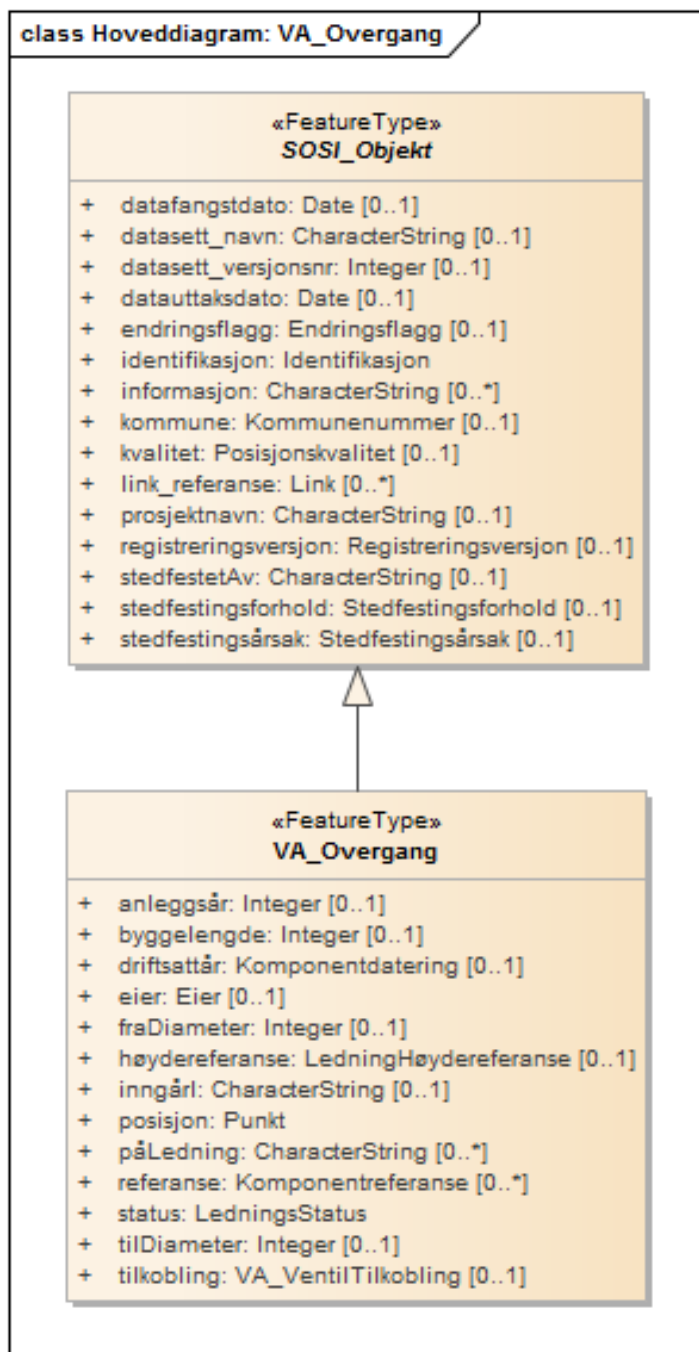 class Hoveddiagram: VA_Overgang
«FeatureType»
SOSI_Objekt
+ datafangstdato: Date [0..1]
+ datasett_navn: CharacterString [0..1]
+ datasett_versjonsnr: Integer [0..1]
+ datauttaksdato: Date [0..1]
+ endringsflagg: Endringsflagg [0..1]
+ identifikasjon: Identifikasjon
+ informasjon: CharacterString [0..*]
+ kommune: Kommunenummer [0..1]
+ kvalitet: Posisjonskvalitet [0..1]
+ link_referanse: Link [0..*]
+ prosjektnavn: CharacterString [0..1]
+ registreringsversjon: Registreringsversjon [0..1]
+ stedfestetAv: CharacterString [0..1]
+ stedfestingsforhold: Stedfestingsforhold [0..1]
+ stedfestingsårsak: Stedfestingsårsak [0..1]
«FeatureType»
VA_Overgang
+ anleggsår: Integer [0..1]
+ byggelengde: Integer [0..1]
+ driftsattår: Komponentdatering [0..1]
+ eier: Eier [0..1]
+ fraDiameter: Integer [0..1]
+ høydereferanse: LedningHøydereferanse [0..1]
+ inngårI: CharacterString [0..1]
+ posisjon: Punkt
+ påLedning: CharacterString [0..*]
+ referanse: Komponentreferanse [0..*]
+ status: LedningsStatus
+ tilDiameter: Integer [0..1]
+ tilkobling: VA_VentilTilkobling [0..1]